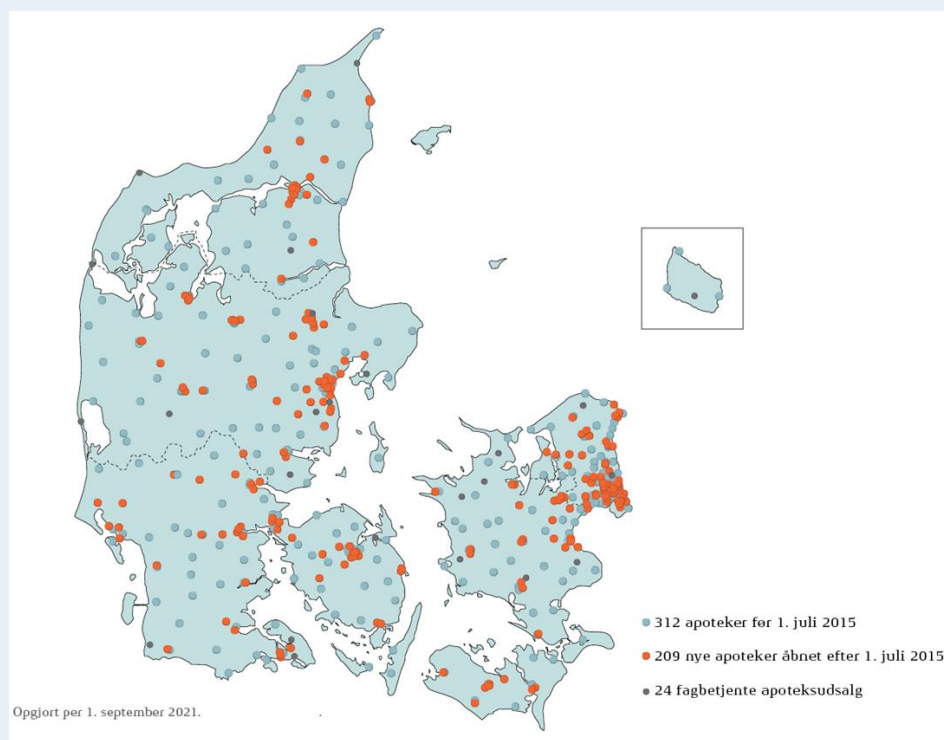 312 apoteker før 1. juli 2015
209 nye apoteker åbnet efter 1. juli 2015
24 fagbetjente apoteksudsalg
Opgjort per 1. september 2021.